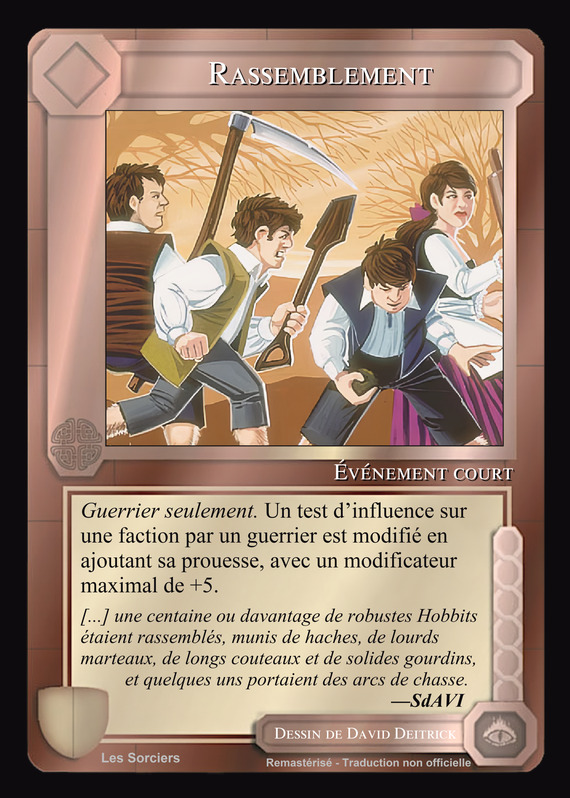 Rassemblement
Événement court
Guerrier seulement. Un test d’influence sur
une faction par un guerrier est modifié en
ajoutant sa prouesse, avec un modificateur
maximal de +5.
[...] une centaine ou davantage de robustes Hobbits
étaient rassemblés, munis de haches, de lourds
marteaux, de longs couteaux et de solides gourdins,
et quelques uns portaient des arcs de chasse.
—SdAVI
Dessin de David Deitrick
Les Sorciers
Remastérisé - Traduction non officielle